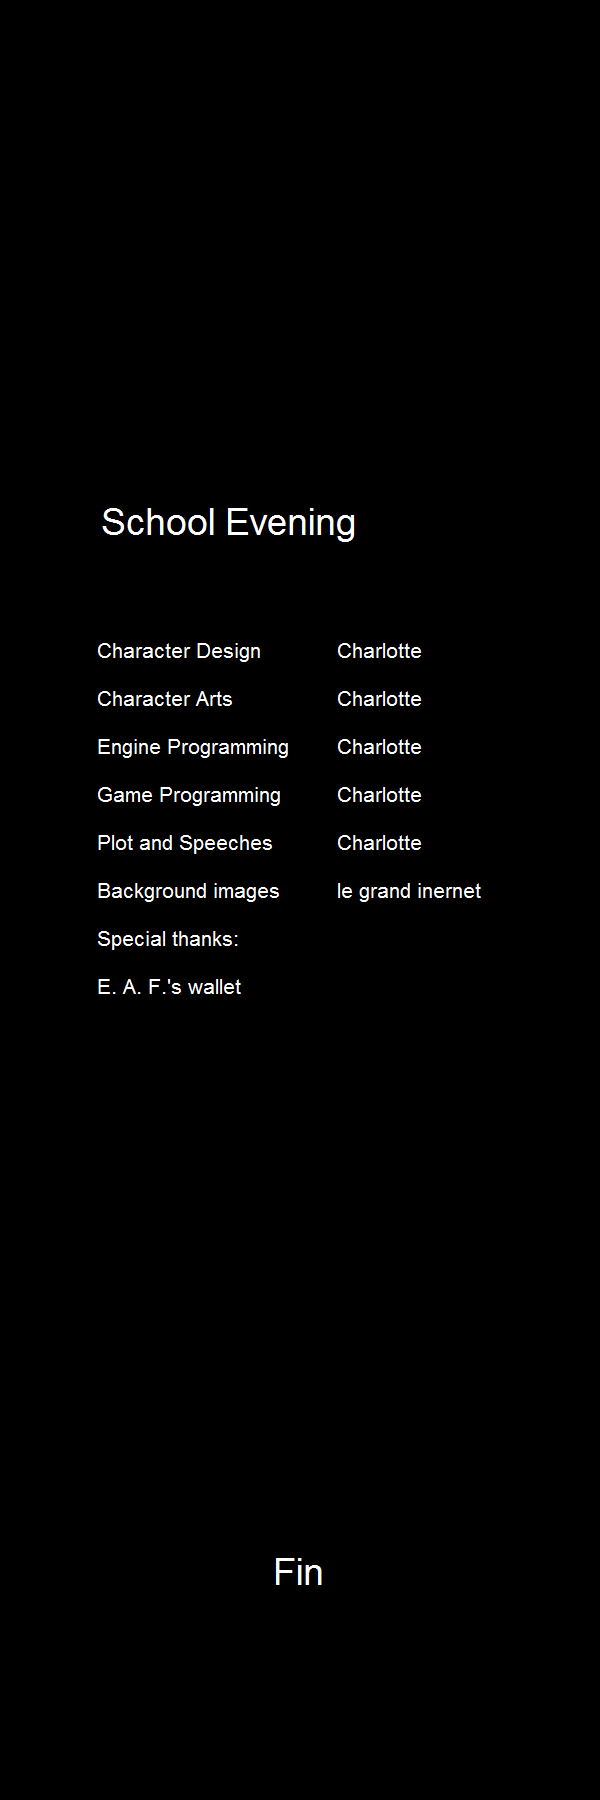 School Evening
Character Design Charlotte
Character Arts Charlotte
Engine Programming Charlotte
Game Programming Charlotte
Plot and Speeches Charlotte
Background images le grand inernet
Special thanks:
E. A. F.'s wallet
Fin